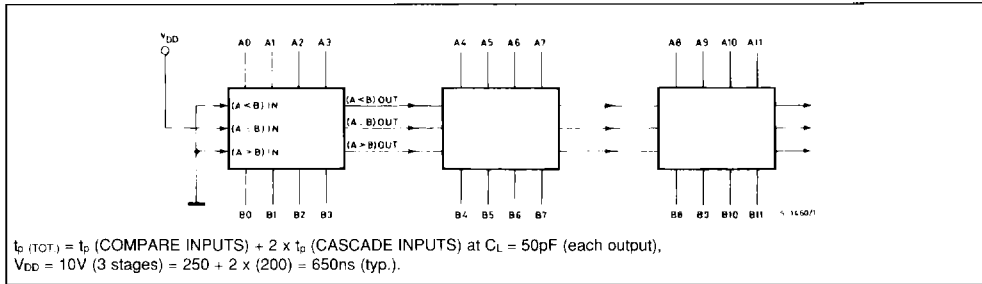 VDD
A0 A1 A2 A3
A4 A5 A6 A7
A8 A9 A10 A11
(A < B) IN
(A = B) IN
(A > B) IN
(A < B) OUT
(A = B) OUT
(A > B) OUT
B0 B1 B2 B3
B4 B5 B6 B7
B8 B9 B10 B11
S-1460/1
tp (TOT.) = tp (COMPARE INPUTS) + 2 x tp (CASCADE INPUTS) at CL = 50pF (each output),
VDD = 10V (3 stages) = 250 + 2 x (200) = 650ns (typ.).